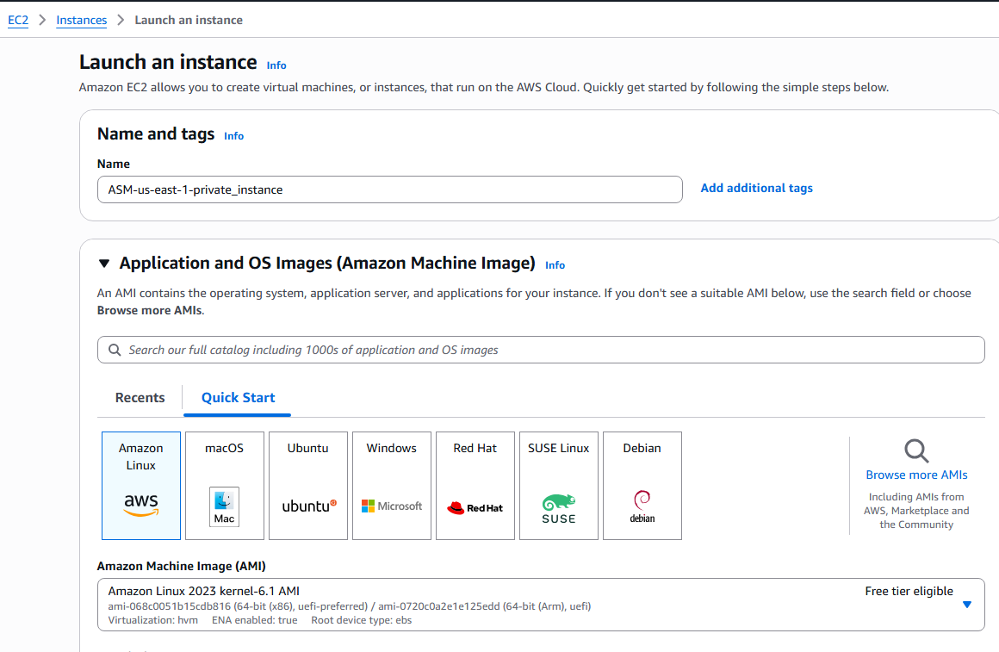 EC2 > Instances > Launch an instance
Launch an instance Info
Amazon EC2 allows you to create virtual machines, or instances, that run on the AWS Cloud. Quickly get started by following the simple steps below.
Name and tags Info
Name
ASM-us-east-1-private_instance
Add additional tags
Application and OS Images (Amazon Machine Image) Info
An AMI contains the operating system, application server, and applications for your instance. If you don't see a suitable AMI below, use the search field or choose
Browse more AMIs.
Search our full catalog including 1000s of application and OS images
Recents
Quick Start
Amazon
Linux
aws
macOS
Mac
Ubuntu
ubuntu
Windows
Microsoft
Red Hat
Red Hat
SUSE Linux
SUSE
Debian
debian
Browse more AMIs
Including AMIs from
AWS, Marketplace and
the Community
Amazon Machine Image (AMI)
Amazon Linux 2023 kernel-6.1 AMI
Free tier eligible
ami-068c0051b15cdb816 (64-bit (x86), uefi-preferred) / ami-0720c0a2e1e125edd (64-bit (Arm), uefi)
Virtualization: hvm ENA enabled: true Root device type: ebs